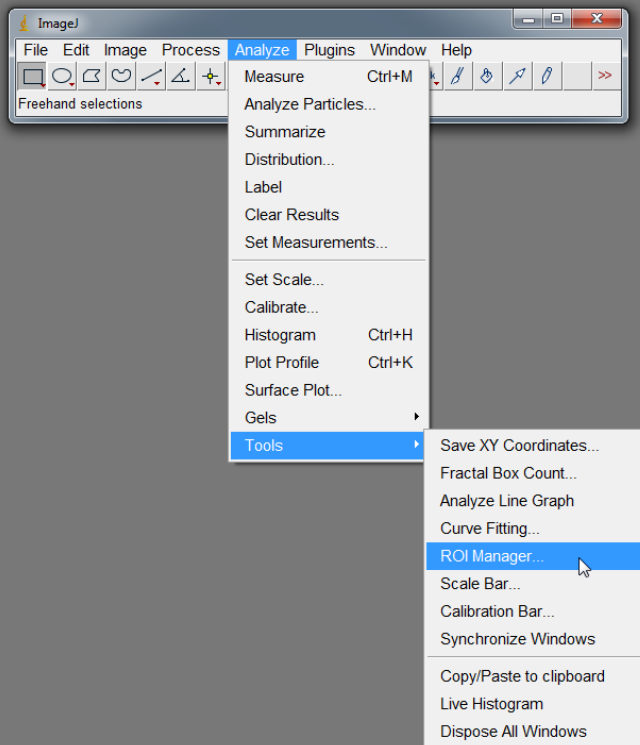 ImageJ
File Edit Image Process Analyze Plugins Window Help
>>
Freehand selections
Measure Ctrl+M
Analyze Particles...
Summarize
Distribution...
Label
Clear Results
Set Measurements...
Set Scale...
Calibrate...
Histogram Ctrl+H
Plot Profile Ctrl+K
Surface Plot...
Gels
Tools
Save XY Coordinates...
Fractal Box Count...
Analyze Line Graph
Curve Fitting...
ROI Manager...
Scale Bar...
Calibration Bar...
Synchronize Windows
Copy/Paste to clipboard
Live Histogram
Dispose All Windows